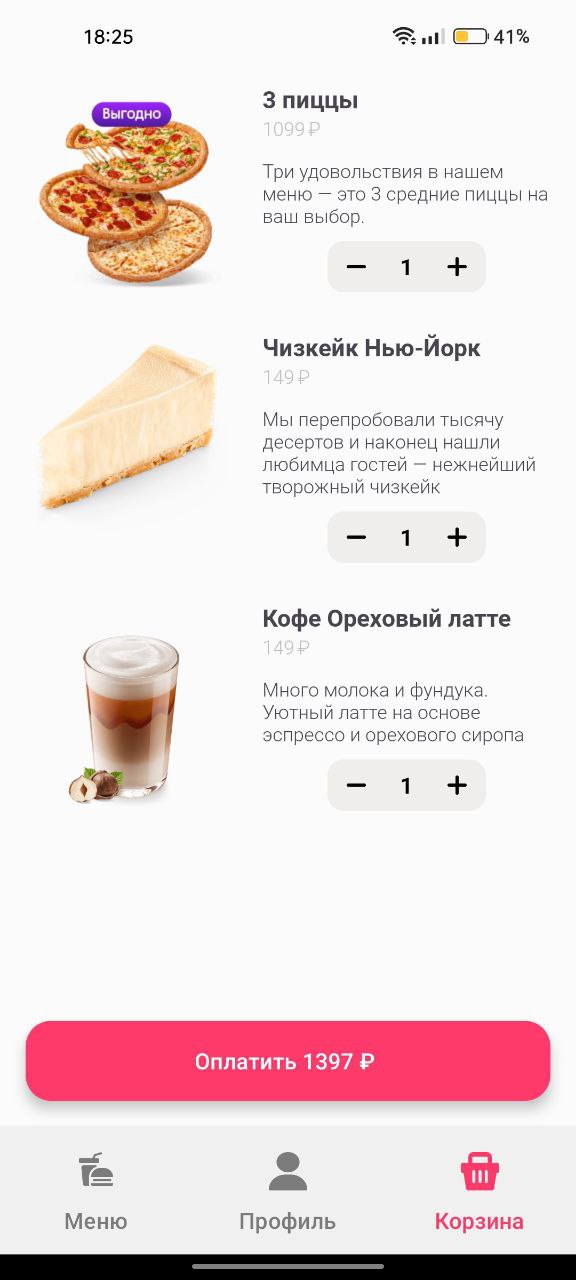 18:25
41%
Выгодно
3 пиццы
1099 ₽
Три удовольствия в нашем
меню — это 3 средние пиццы на
ваш выбор.
— 1 +
Чизкейк Нью-Йорк
149 ₽
Мы перепробовали тысячу
десертов и наконец нашли
любимца гостей — нежнейший
творожный чизкейк
— 1 +
Кофе Ореховый латте
149 ₽
Много молока и фундука.
Уютный латте на основе
эспрессо и орехового сиропа
— 1 +
Оплатить 1397 ₽
Меню
Профиль
Корзина